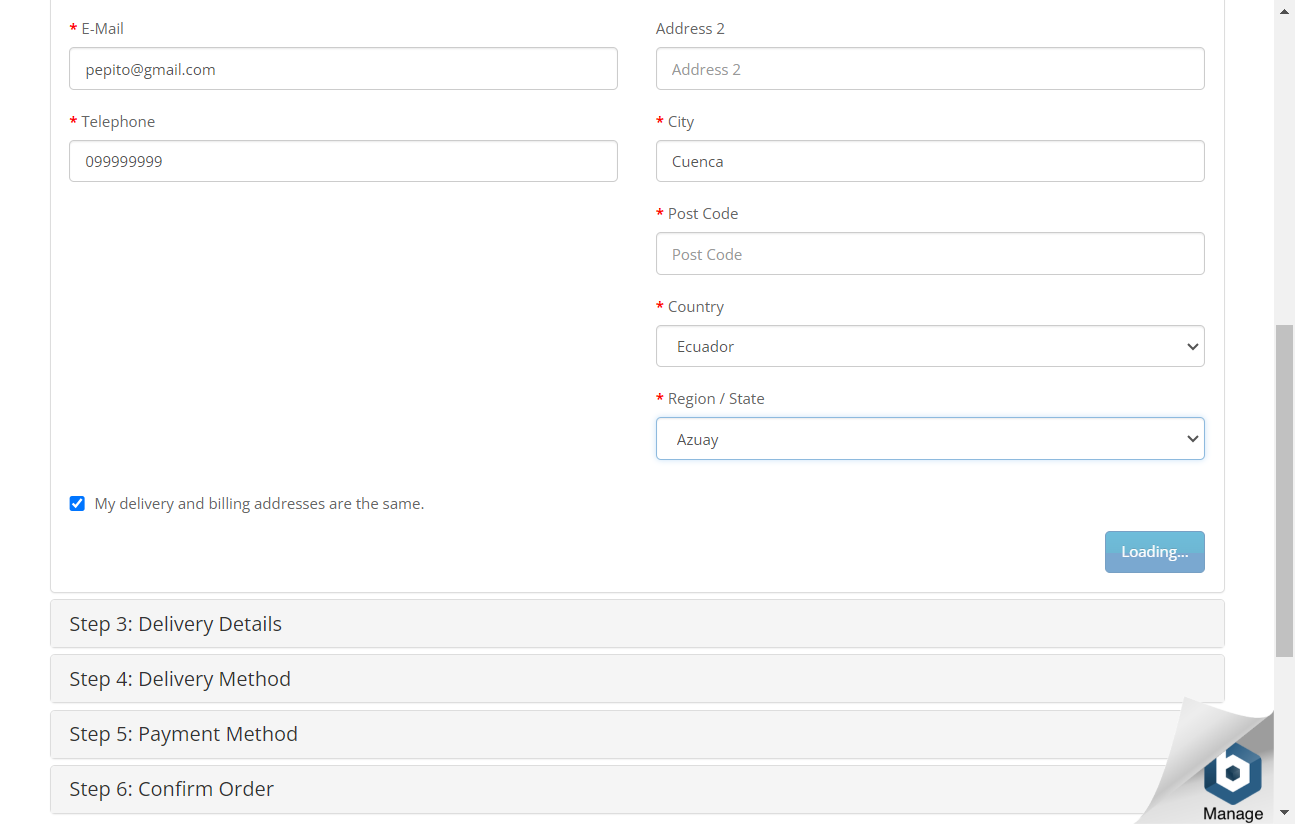 * E-Mail
pepito@gmail.com
* Telephone
099999999
Address 2
Address 2
* City
Cuenca
* Post Code
Post Code
* Country
Ecuador
* Region / State
Azuay
My delivery and billing addresses are the same.
Loading...
Step 3: Delivery Details
Step 4: Delivery Method
Step 5: Payment Method
Step 6: Confirm Order
b
Manage